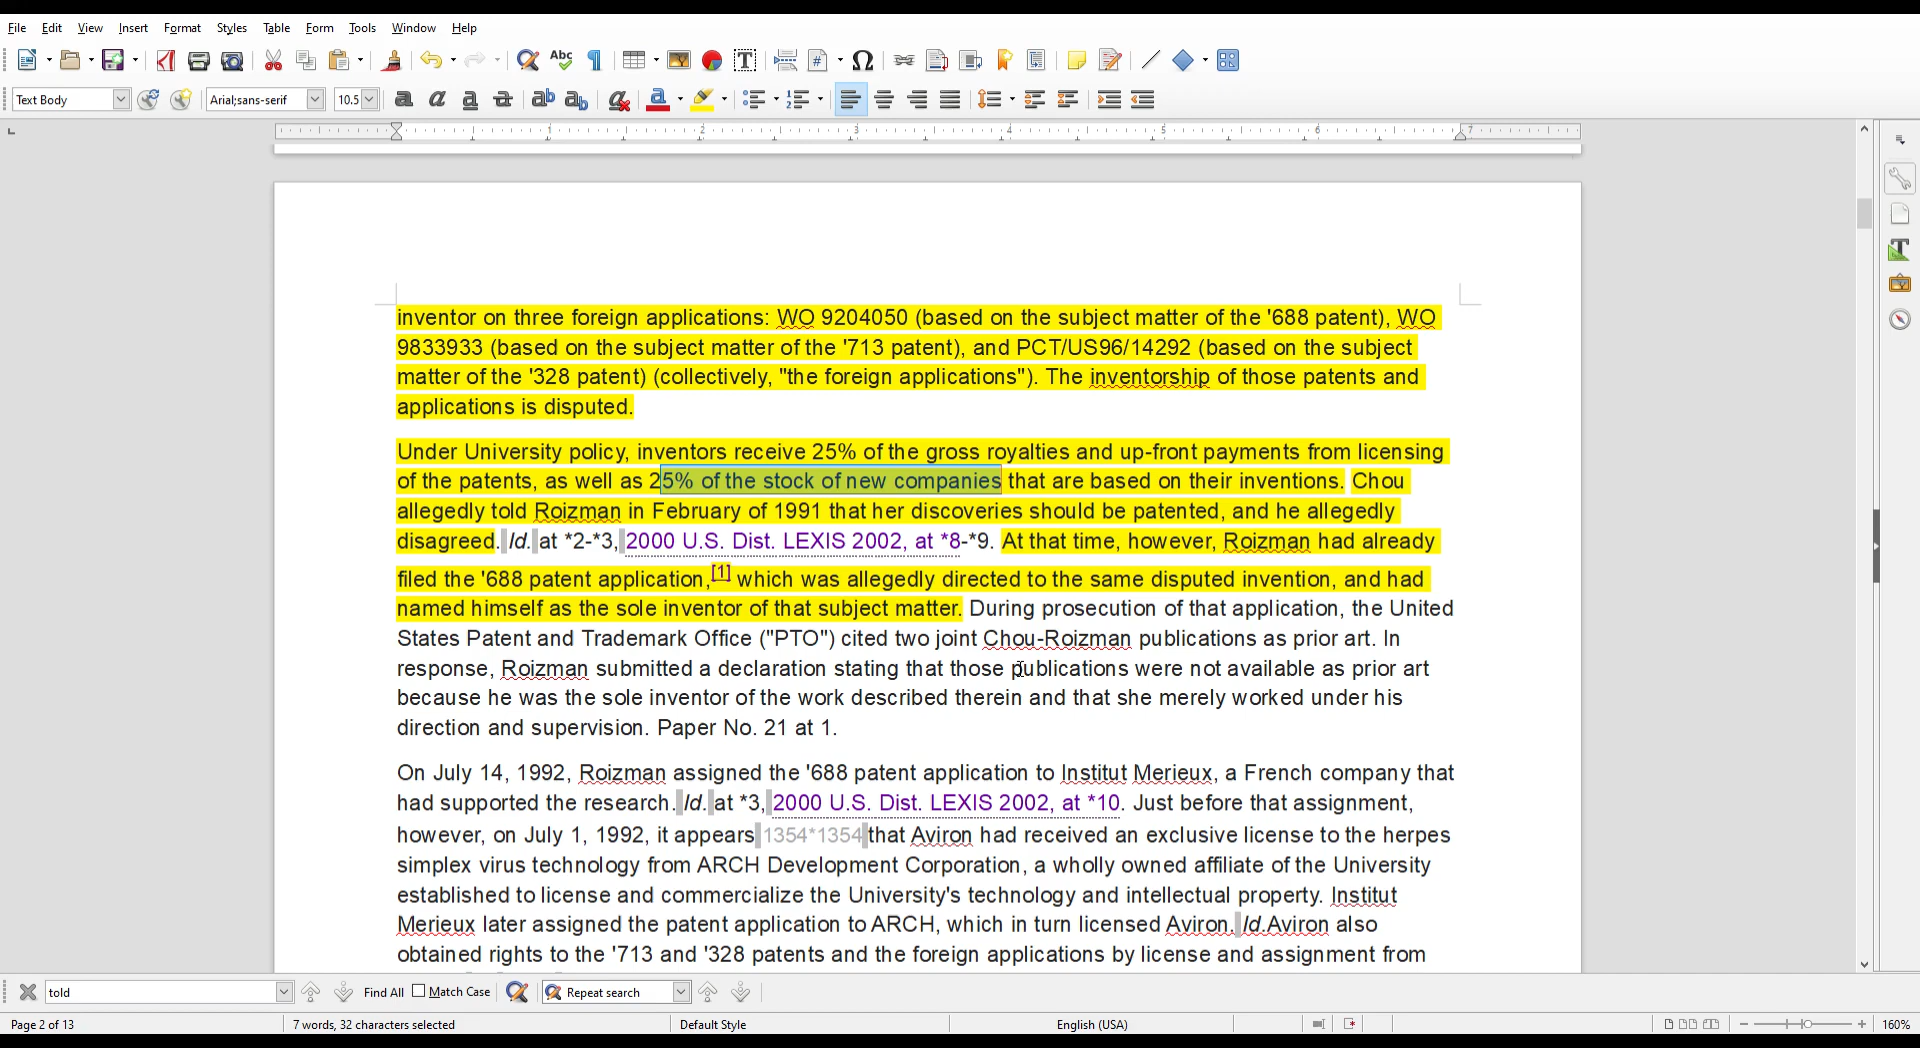 File Edit View Insert Format Styles Table Form Tools Window Help
Text Body Arial;sans-serif 10.5
1 2 3 4 5 6 7
inventor on three foreign applications: WO 9204050 (based on the subject matter of the '688 patent), WO
9833933 (based on the subject matter of the '713 patent), and PCT/US96/14292 (based on the subject
matter of the '328 patent) (collectively, "the foreign applications"). The inventorship of those patents and
applications is disputed.
Under University policy, inventors receive 25% of the gross royalties and up-front payments from licensing
of the patents, as well as 25% of the stock of new companies that are based on their inventions. Chou
allegedly told Roizman in February of 1991 that her discoveries should be patented, and he allegedly
disagreed. Id. at *2-*3, 2000 U.S. Dist. LEXIS 2002, at *8-*9. At that time, however, Roizman had already
filed the '688 patent application,[1] which was allegedly directed to the same disputed invention, and had
named himself as the sole inventor of that subject matter. During prosecution of that application, the United
States Patent and Trademark Office ("PTO") cited two joint Chou-Roizman publications as prior art. In
response, Roizman submitted a declaration stating that those publications were not available as prior art
because he was the sole inventor of the work described therein and that she merely worked under his
direction and supervision. Paper No. 21 at 1.
On July 14, 1992, Roizman assigned the '688 patent application to Institut Merieux, a French company that
had supported the research. Id. at *3, 2000 U.S. Dist. LEXIS 2002, at *10. Just before that assignment,
however, on July 1, 1992, it appears 1354*1354 that Aviron had received an exclusive license to the herpes
simplex virus technology from ARCH Development Corporation, a wholly owned affiliate of the University
established to license and commercialize the University's technology and intellectual property. Institut
Merieux later assigned the patent application to ARCH, which in turn licensed Aviron. Id.Aviron also
obtained rights to the '713 and '328 patents and the foreign applications by license and assignment from
told Find All Match Case Repeat search
Page 2 of 13 7 words, 32 characters selected Default Style English (USA) 160%